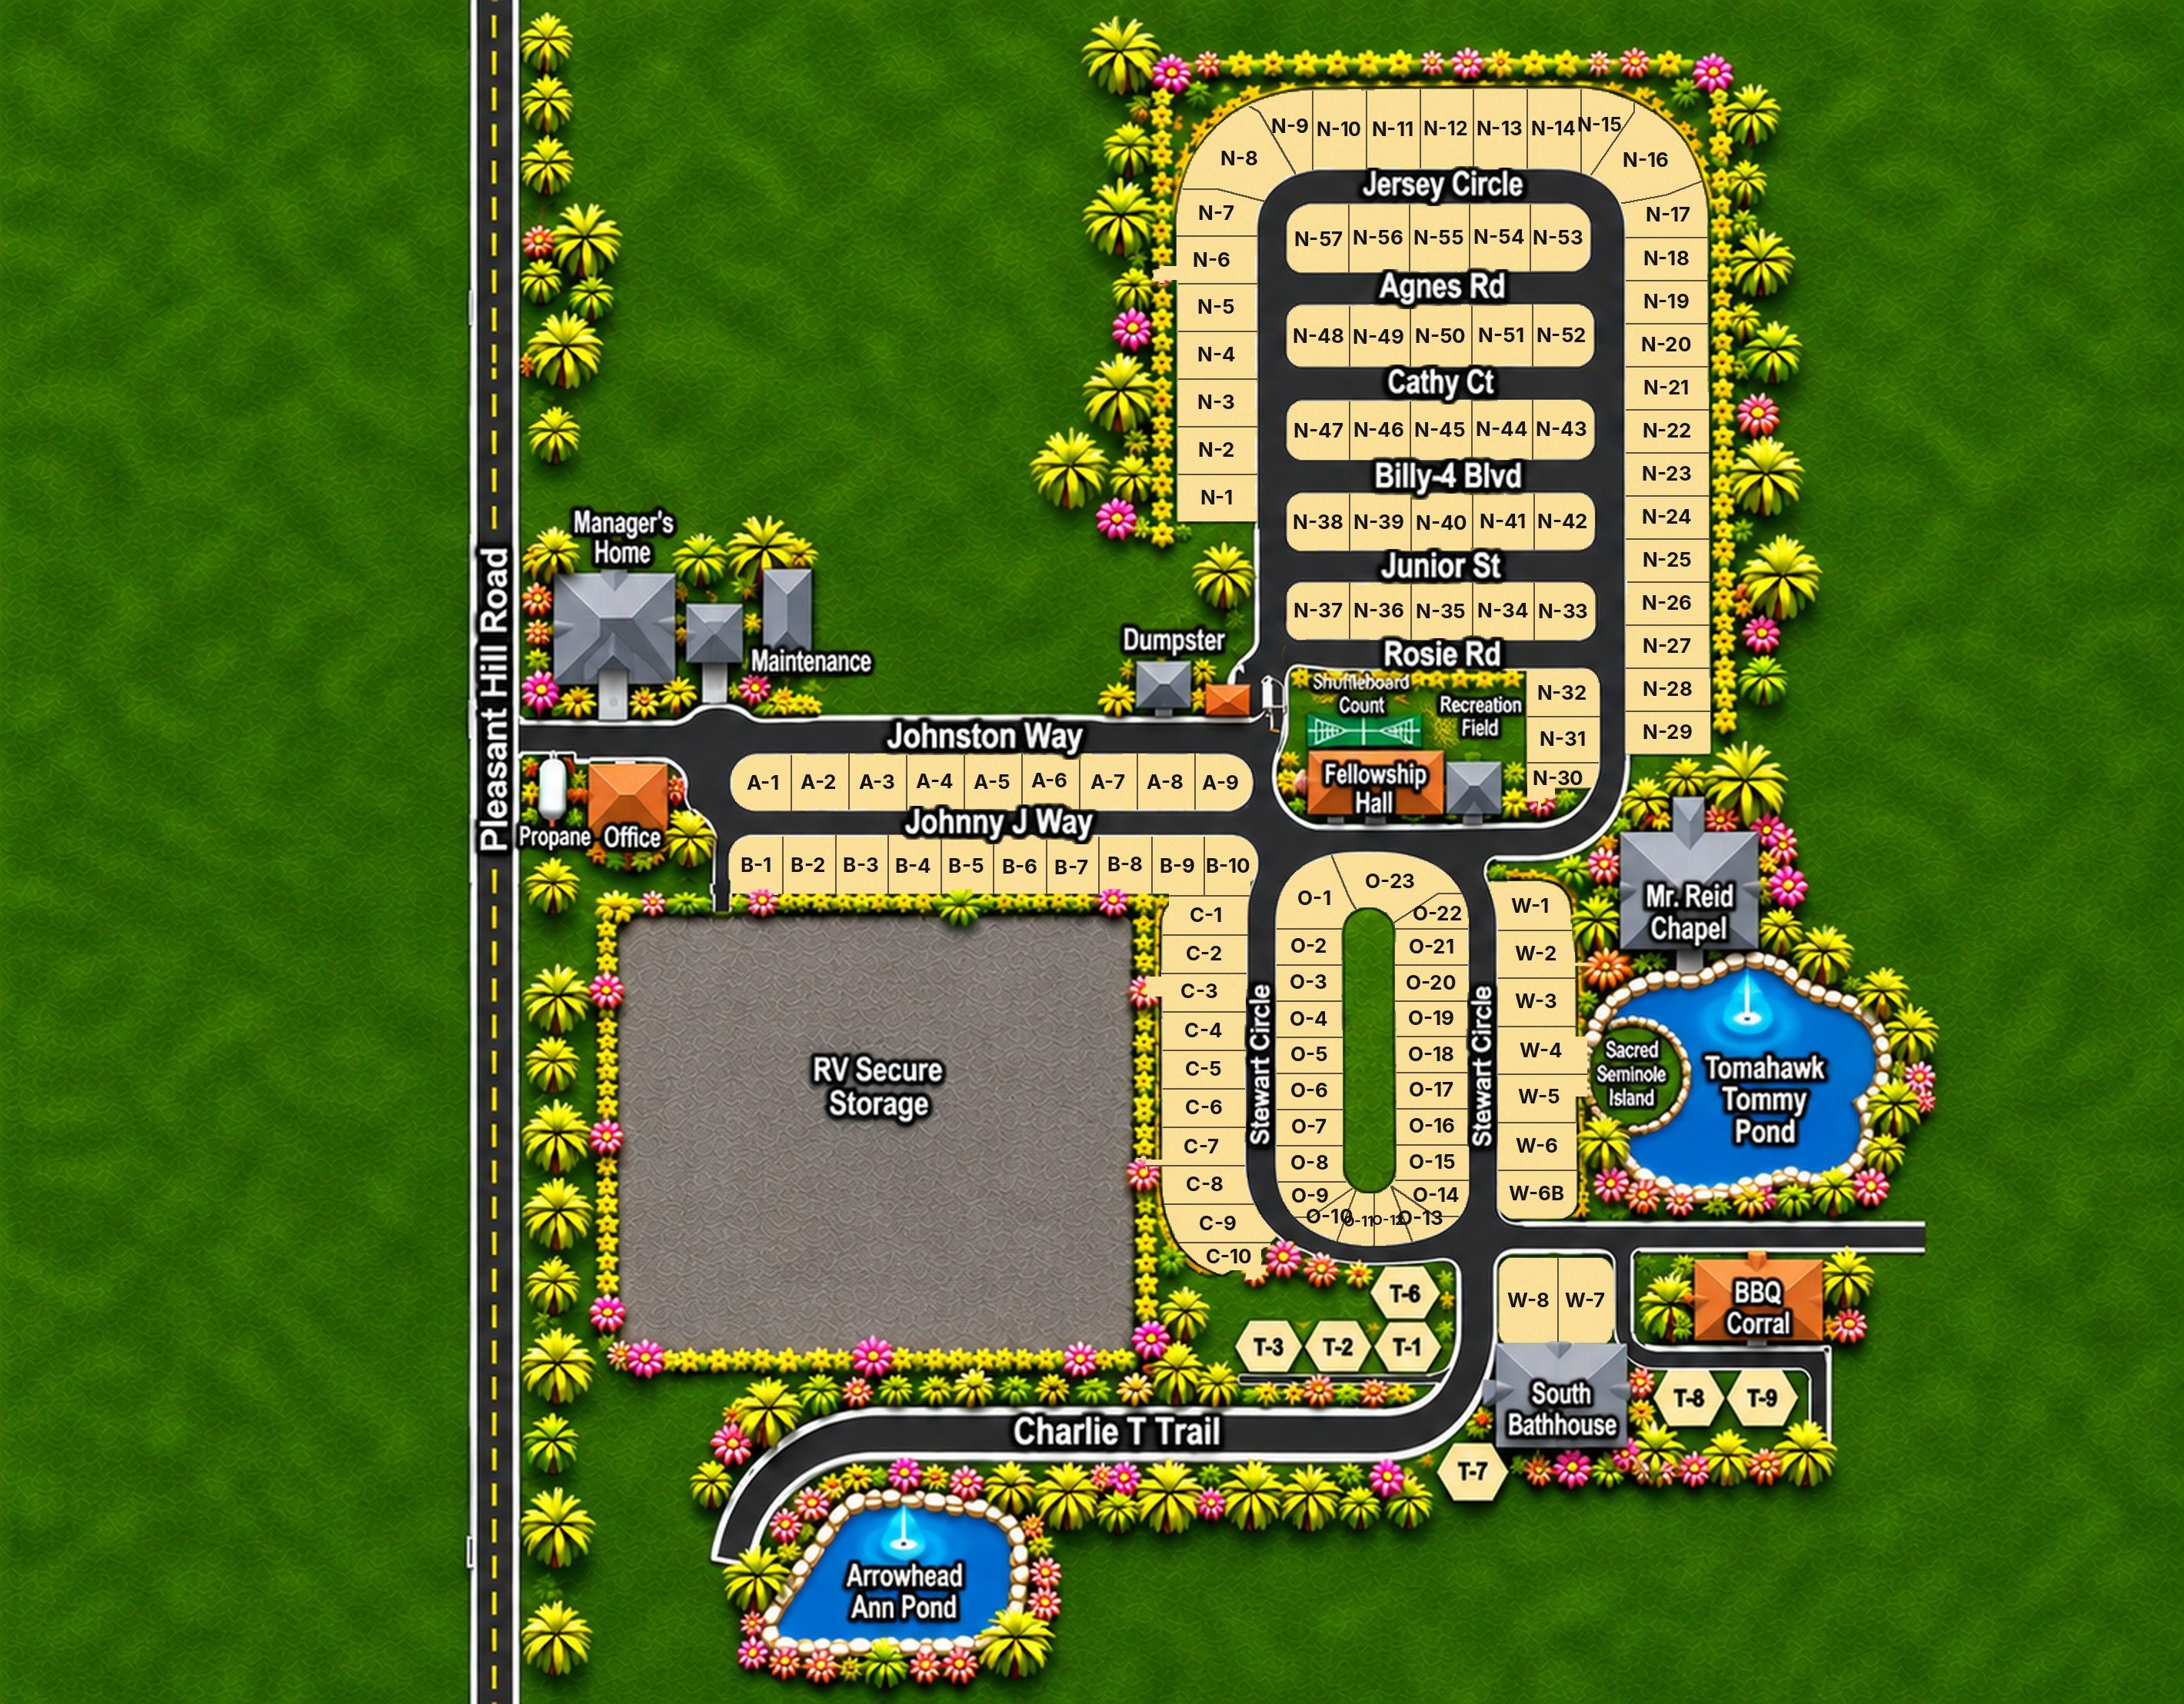 N-9 N-10 N-11 N-12 N-13 N-14 N-15
N-8
N-16
Jersey Circle
N-7
N-17
N-57 N-56 N-55 N-54 N-53
N-6
N-18
Agnes Rd
N-5
N-19
N-48 N-49 N-50 N-51 N-52
N-4
N-20
Cathy Ct
N-3
N-21
N-47 N-46 N-45 N-44 N-43
N-22
N-2
Billy-4 Blvd
N-23
N-1
N-38 N-39 N-40 N-41 N-42
N-24
Manager's
Home
Junior St
N-25
N-37 N-36 N-35 N-34 N-33
N-26
Dumpster
Maintenance
Rosie Rd
N-27
Pleasant Hill Road
Shuffleboard
Count
Recreation
Field
N-32
N-28
N-31
N-29
N-30
Johnston Way
Fellowship
Hall
A-1 A-2 A-3 A-4 A-5 A-6 A-7 A-8 A-9
Propane
Office
Johnny J Way
B-1 B-2 B-3 B-4 B-5 B-6 B-7 B-8 B-9 B-10
Mr. Reid
Chapel
C-1
C-2
C-3
C-4
C-5
C-6
C-7
C-8
C-9
C-10
Stewart Circle
O-1
O-2
O-3
O-4
O-5
O-6
O-7
O-8
O-9
O-10
O-11
O-12
O-13
O-14
O-15
O-16
O-17
O-18
O-19
O-20
O-21
O-22
O-23
Stewart Circle
W-1
W-2
W-3
W-4
W-5
W-6
W-6B
Sacred
Seminole
Island
Tomahawk
Tommy
Pond
RV Secure
Storage
W-8 W-7
BBQ
Corral
T-6
T-3 T-2 T-1
South
Bathhouse
T-8 T-9
Charlie T Trail
T-7
Arrowhead
Ann Pond